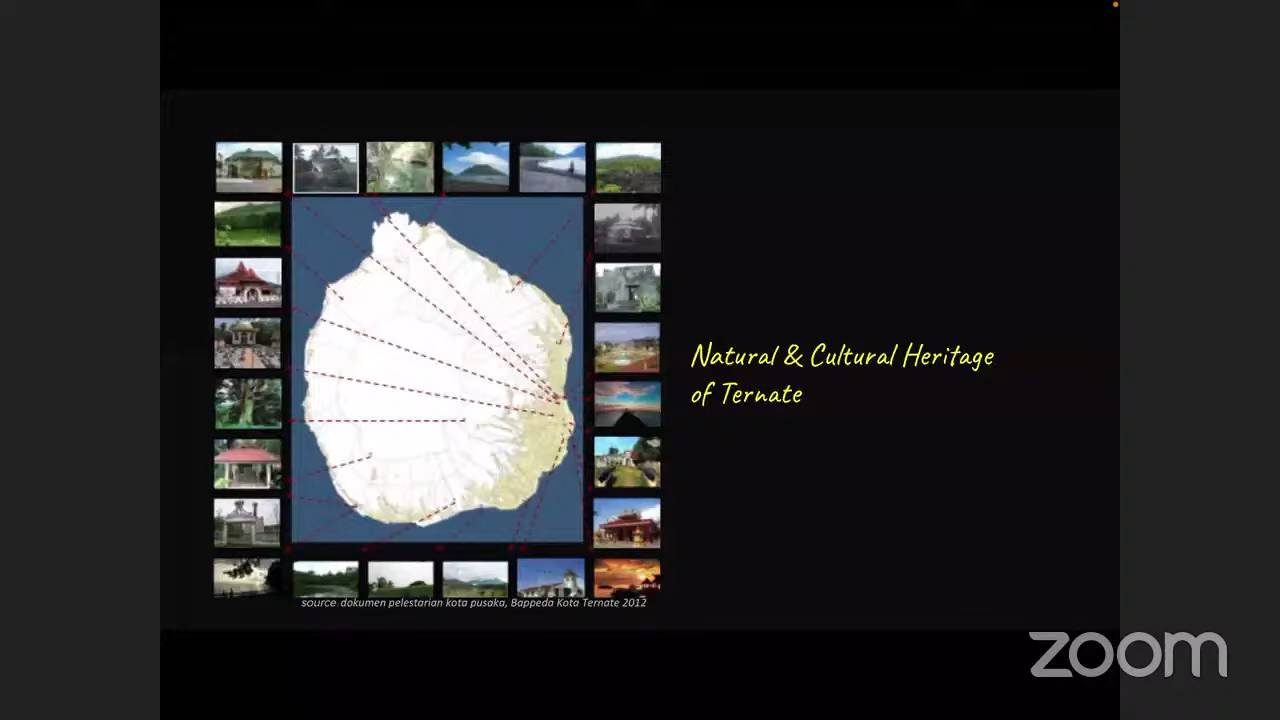 Natural & Cultural Heritage
of Ternate
source dokumen pelestarian kota pusaka, Bappeda Kota Ternate 2012
zoom